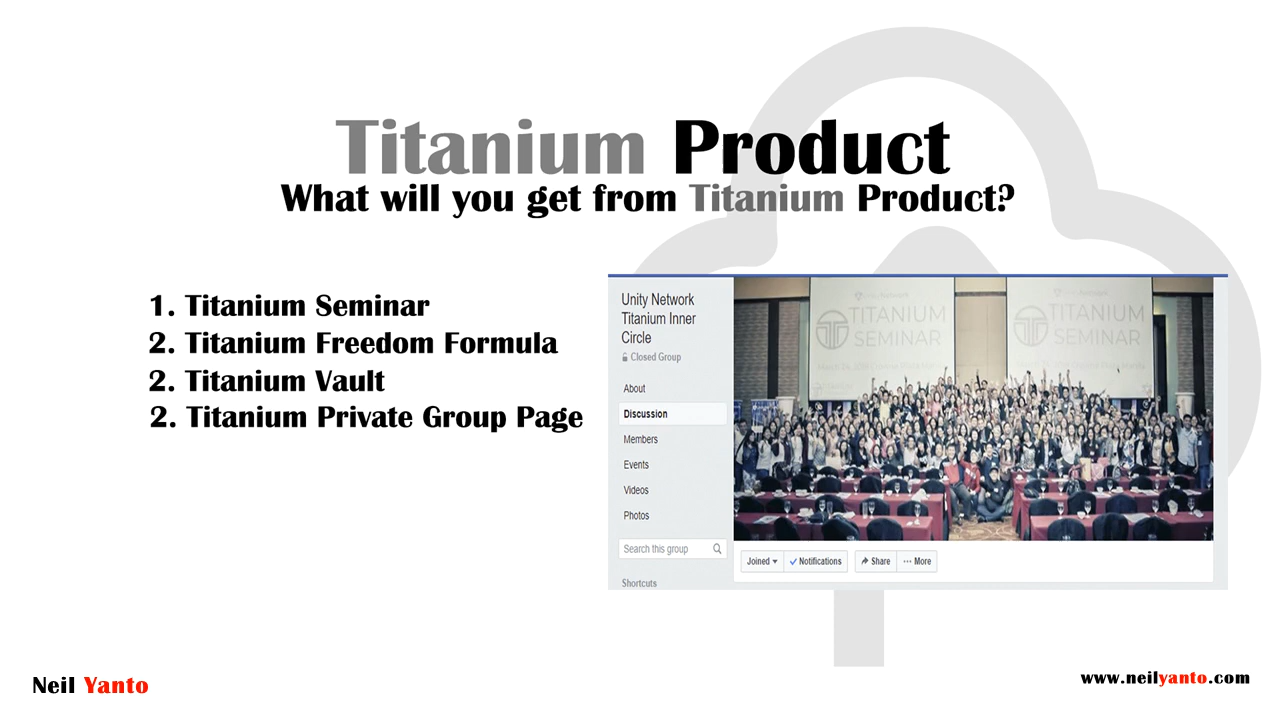 Titanium Product
What will you get from Titanium Product?
1. Titanium Seminar
2. Titanium Freedom Formula
2. Titanium Vault
2. Titanium Private Group Page
Unity Network
Titanium Inner
Circle
Closed Group
About
Discussion
Members
Events
Videos
Photos
Search this group
Shortcuts
TITANIUM
SEMINAR
TITANIUM
SEMINAR
Joined
Notifications
Share
More
Neil Yanto
www.neilyanto.com